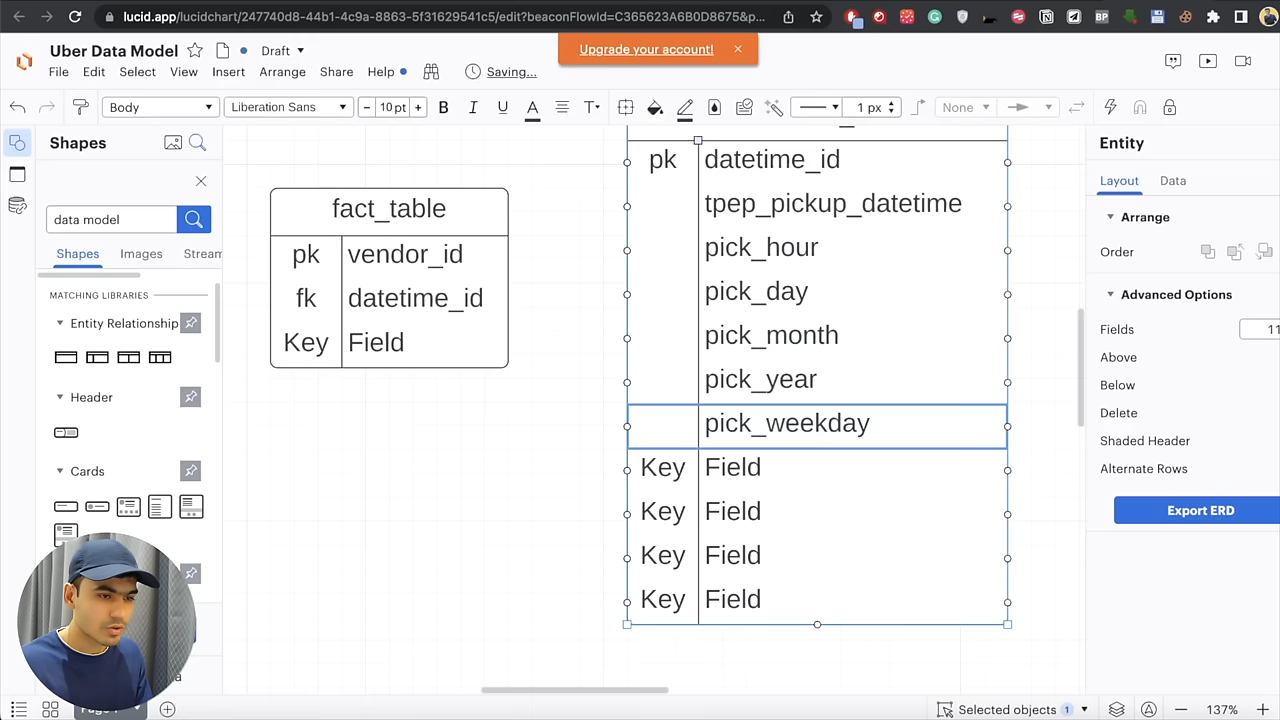 lucid.app/lucidchart/247740d8-44b1-4c9a-8863-5f31629541c5/edit?beaconFlowId=C365623A6B0D8675&p...
Uber Data Model
Draft
Upgrade your account!
File Edit Select View Insert Arrange Share Help
Saving...
Body
Liberation Sans
10 pt
B I U A T
1 px
None
Shapes
data model
Shapes Images Stream
MATCHING LIBRARIES
Entity Relationship
Header
Cards
fact_table
pk vendor_id
fk datetime_id
Key Field
pk datetime_id
tpep_pickup_datetime
pick_hour
pick_day
pick_month
pick_year
pick_weekday
Key Field
Key Field
Key Field
Key Field
Entity
Layout Data
Arrange
Order
Advanced Options
Fields 11
Above
Below
Delete
Shaded Header
Alternate Rows
Export ERD
Selected objects 1
137%